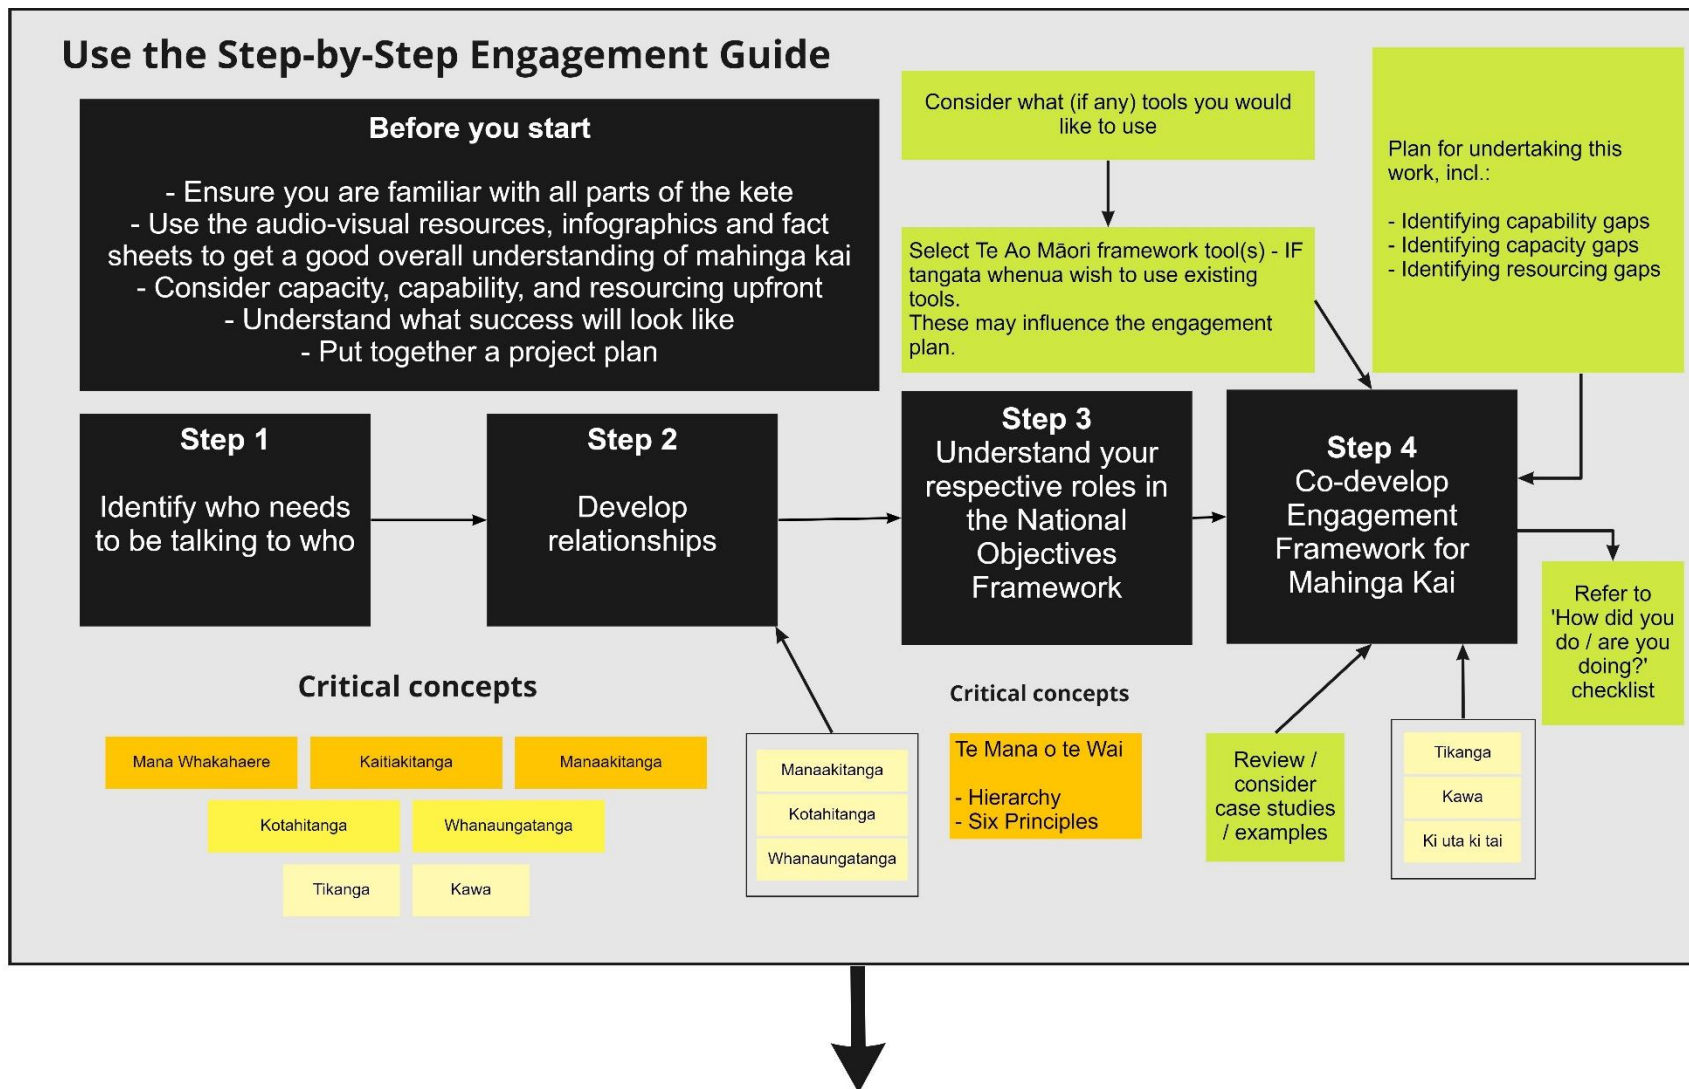 Use the Step-by-Step Engagement Guide
Before you start
- Ensure you are familiar with all parts of the kete
- Use the audio-visual resources, infographics and fact
sheets to get a good overall understanding of mahinga kai
- Consider capacity, capability, and resourcing upfront
- Understand what success will look like
- Put together a project plan
Consider what (if any) tools you would
like to use
Select Te Ao Māori framework tool(s) - IF
tangata whenua wish to use existing
tools.
These may influence the engagement
plan.
Plan for undertaking this
work, incl.:
- Identifying capability gaps
- Identifying capacity gaps
- Identifying resourcing gaps
Step 1
Identify who needs
to be talking to who
Step 2
Develop
relationships
Step 3
Understand your
respective roles in
the National
Objectives
Framework
Step 4
Co-develop
Engagement
Framework for
Mahinga Kai
Refer to
'How did you
do / are you
doing?'
checklist
Critical concepts
Mana Whakahaere
Kaitiakitanga
Manaakitanga
Kotahitanga
Whanaungatanga
Tikanga
Kawa
Manaakitanga
Kotahitanga
Whanaungatanga
Critical concepts
Te Mana o te Wai
- Hierarchy
- Six Principles
Review /
consider
case studies
/ examples
Tikanga
Kawa
Ki uta ki tai